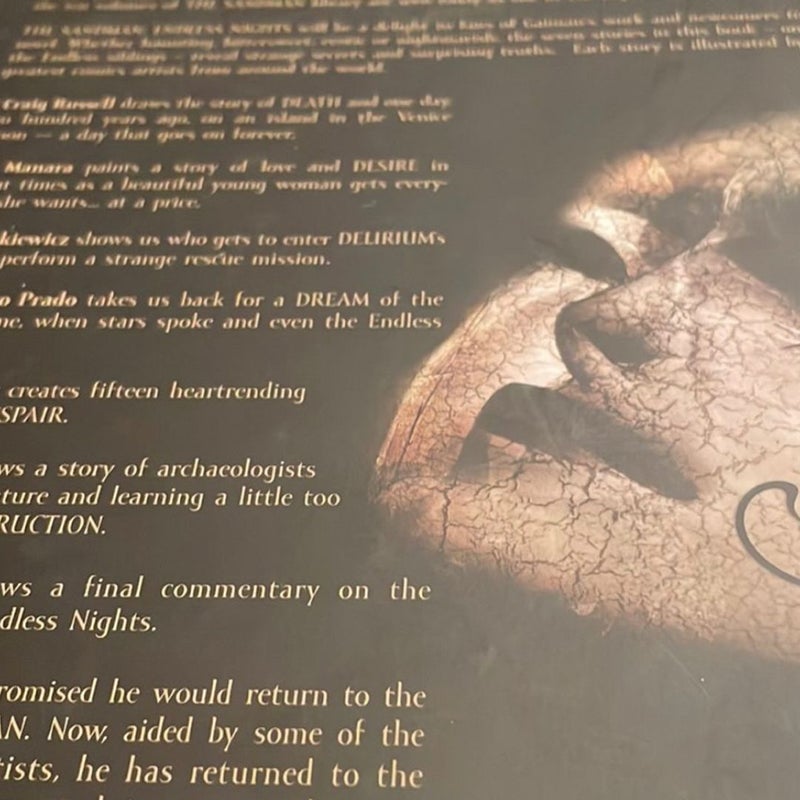 THE SANDMAN: ENDLESS NIGHTS will be a delight to fans of Gaiman's work and newcomers to
the seven stories in this book
the Endless siblings reveal strange secrets and surprising truths. Each story is illustrated by
greatest comics artists from around the world.
Craig Russell draws the story of DEATH and one day
hundred years ago, on an island in the Venice
— a day that goes on forever.
Manara paints a story of love and DESIRE in
times as a beautiful young woman gets every-
she wants... at a price.
kiewicz shows us who gets to enter DELIRIUM's
perform a strange rescue mission.
o Prado takes us back for a DREAM of the
ne, when stars spoke and even the Endless
creates fifteen heartrending
SPAIR.
ws a story of archaeologists
ture and learning a little too
RUCTION.
ws a final commentary on the
dless Nights.
romised he would return to the
AN. Now, aided by some of the
tists, he has returned to the